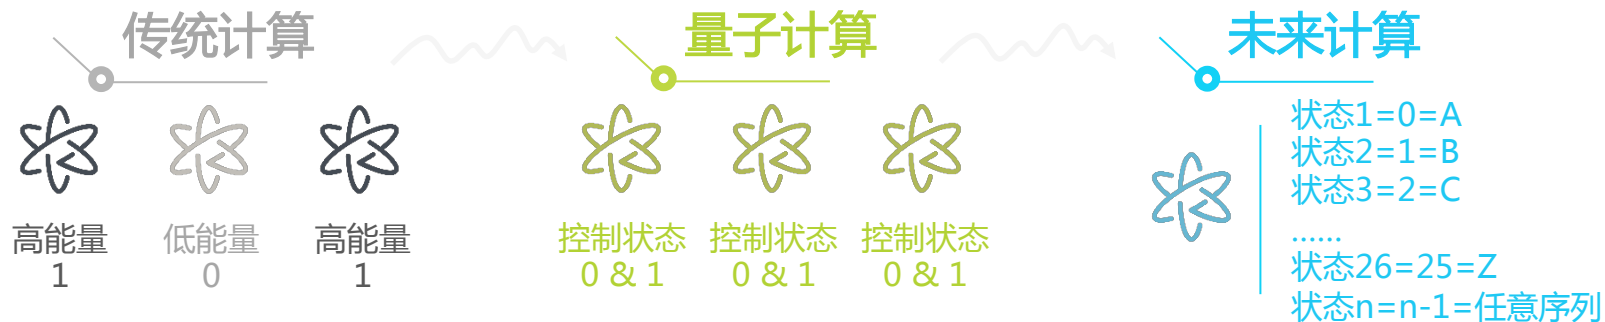 传统计算
高能量
1
低能量
0
高能量
1
量子计算
控制状态
0 & 1
控制状态
0 & 1
控制状态
0 & 1
未来计算
状态1=0=A
状态2=1=B
状态3=2=C
......
状态26=25=Z
状态n=n-1=任意序列